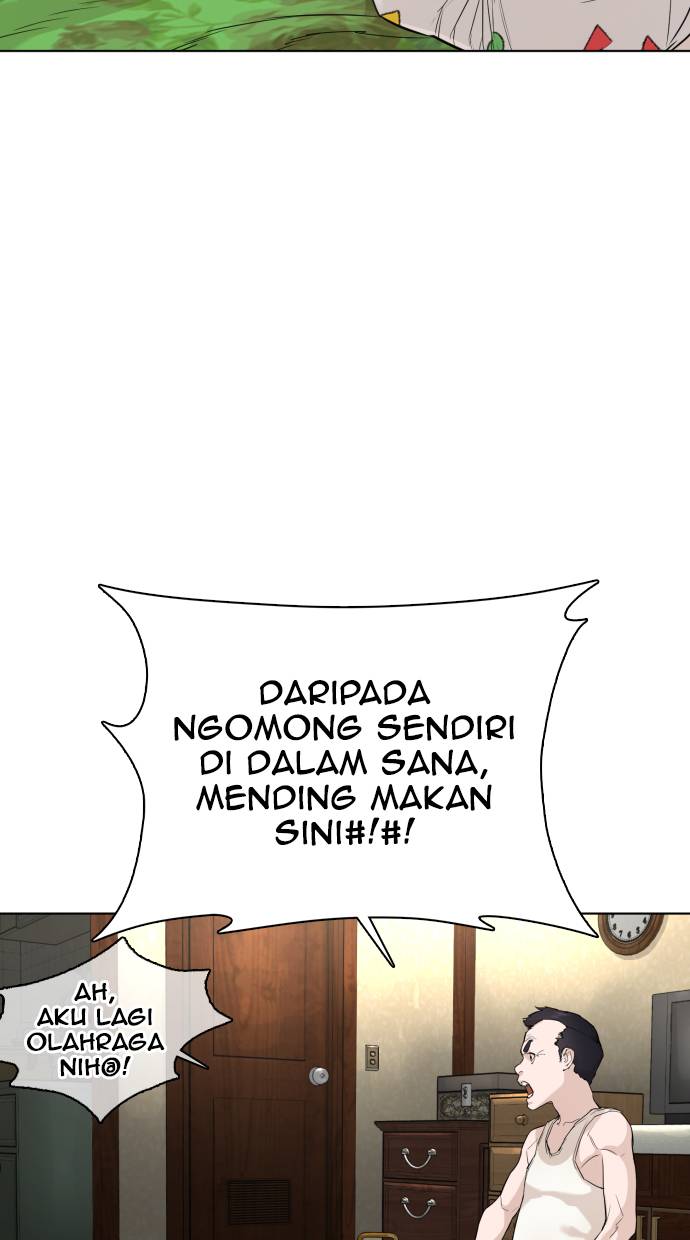 DARIPADA
NGOMONG SENDIRI
DI DALAM SANA,
MENDING MAKAN
SINI#!#!
AH,
AKU LAGI
OLAHRAGA
NIH@!